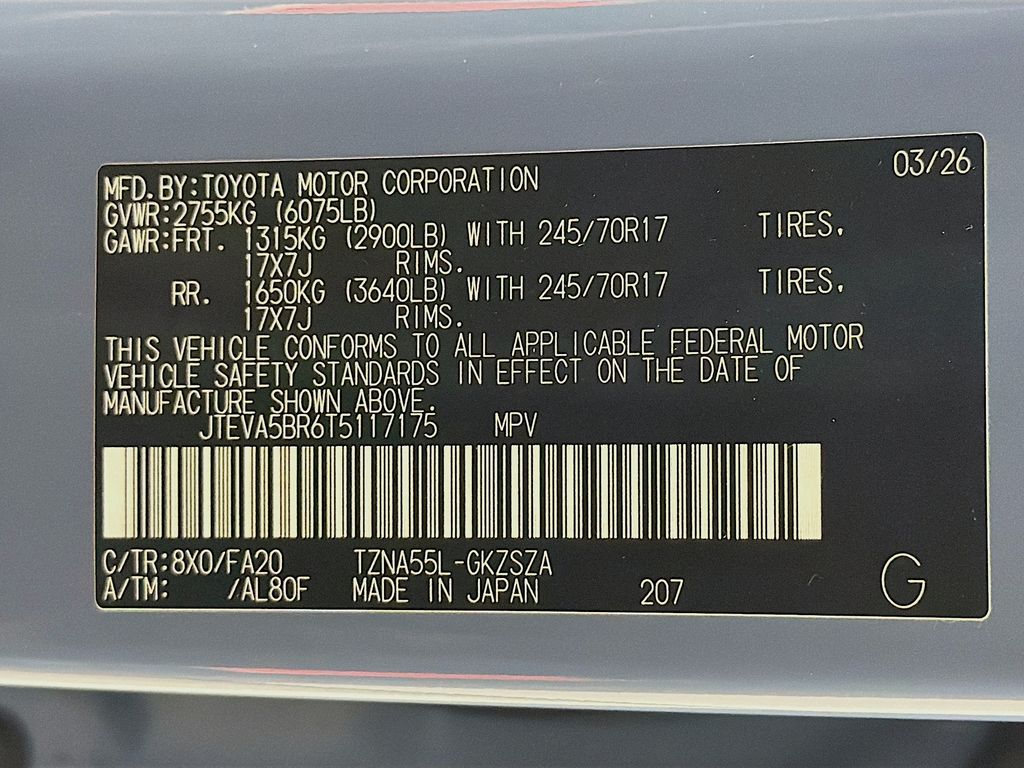 03/26
MFD.BY:TOYOTA MOTOR CORPORATION
GVWR:2755KG (6075LB)
GAWR:FRT. 1315KG (2900LB) WITH 245/70R17 TIRES,
17X7J RIMS.
RR. 1650KG (3640LB) WITH 245/70R17 TIRES,
17X7J RIMS.
THIS VEHICLE CONFORMS TO ALL APPLICABLE FEDERAL MOTOR
VEHICLE SAFETY STANDARDS IN EFFECT ON THE DATE OF
MANUFACTURE SHOWN ABOVE.
JTEVA5BR6T5117175 MPV
C/TR:8X0/FA20 TZNA55L-GKZSZA
A/TM: /AL80F MADE IN JAPAN 207 G